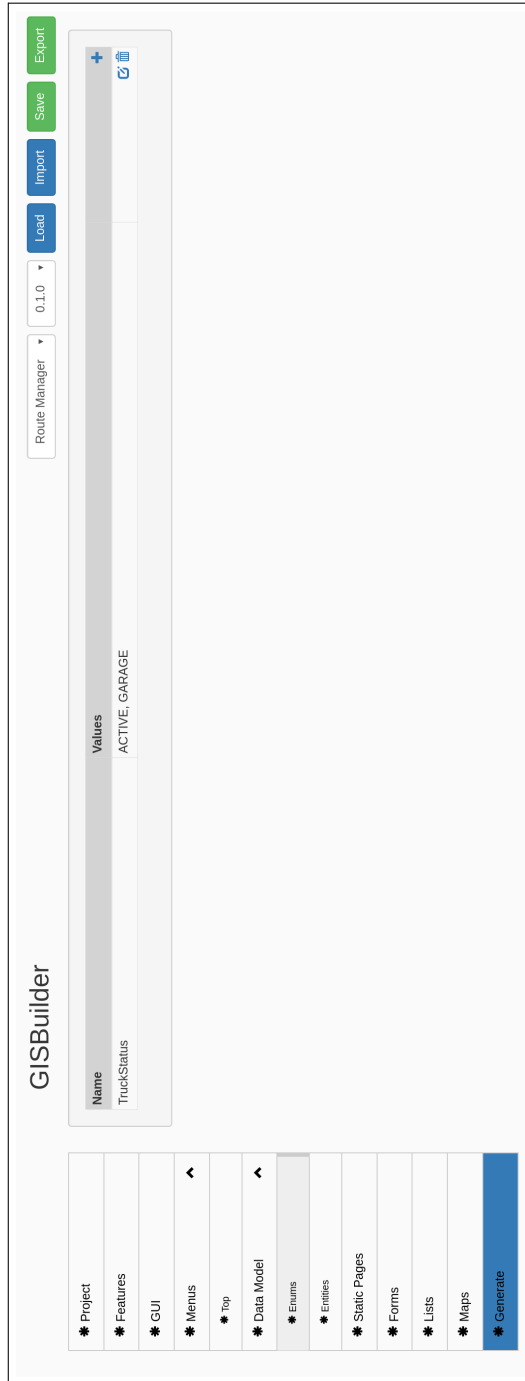 GISBuilder
Route Manager 0.1.0 Load Import Save Export
Project
Features
GUI
Menus
Top
Data Model
Enums
Entities
Static Pages
Forms
Lists
Maps
Generate
Name Values
TruckStatus ACTIVE, GARAGE